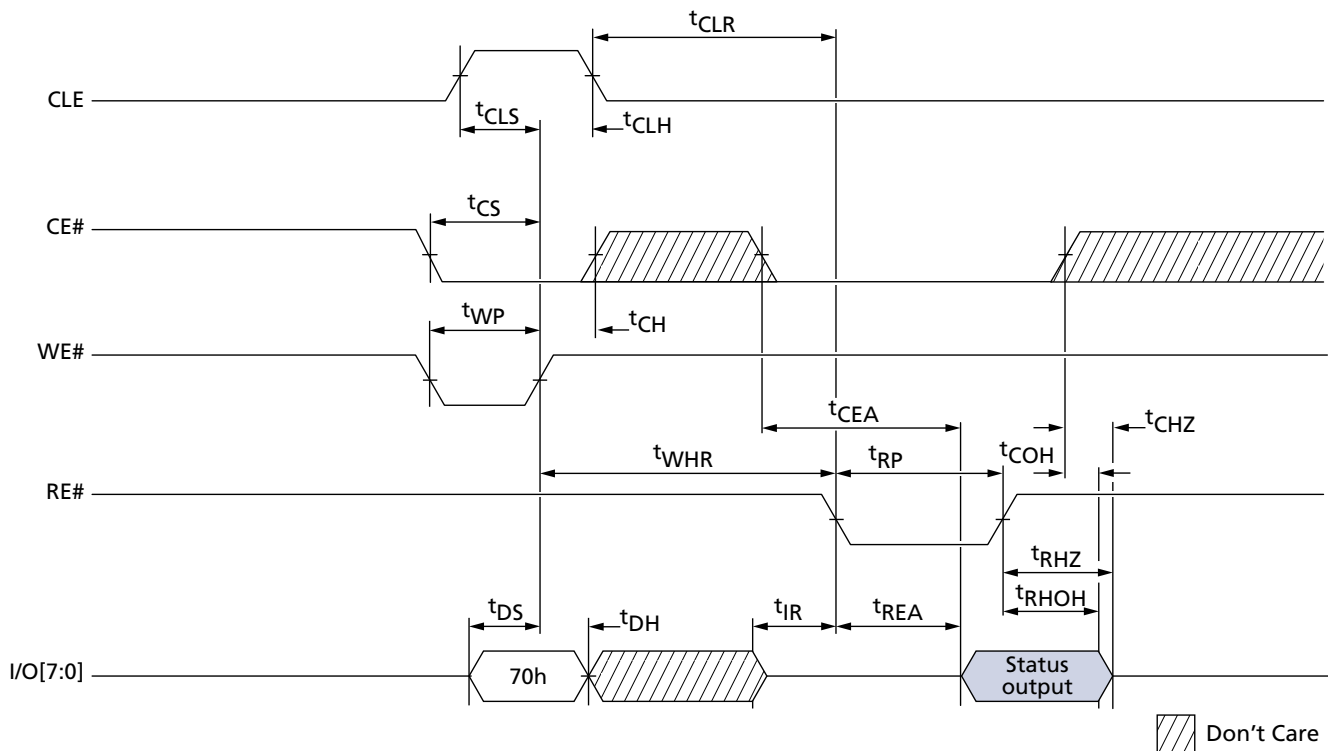 tCLR
CLE
tCLS
tCLH
tCS
CE#
tWP
tCH
WE#
tCEA
tCHZ
tWHR
tRP
tCOH
RE#
tRHZ
tRHOH
tDS
tDH
tIR
tREA
I/O[7:0]
70h
Status
output
Don't Care